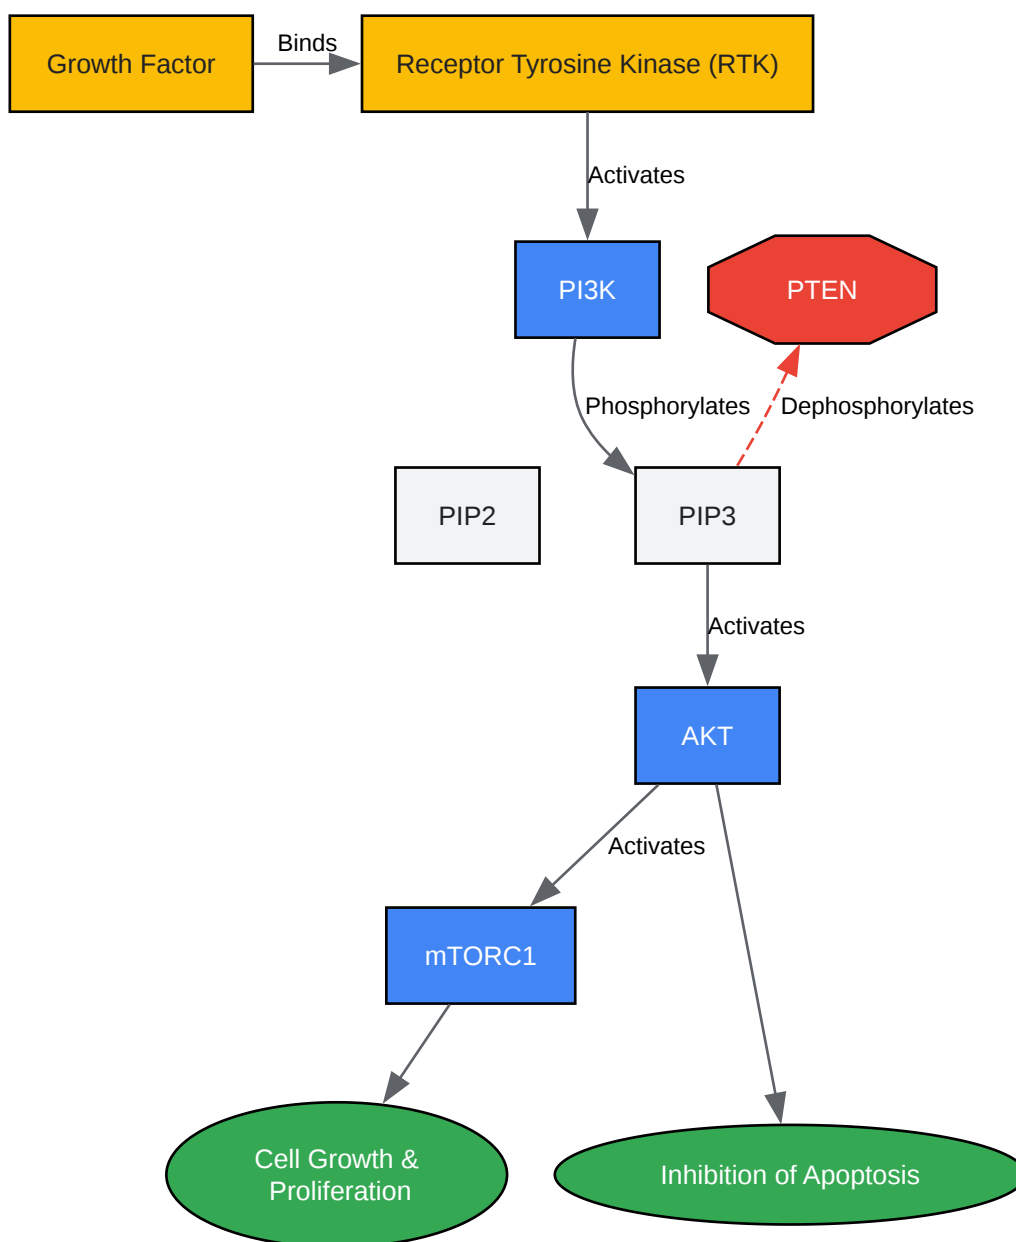 Growth Factor
Binds
Receptor Tyrosine Kinase (RTK)
Activates
PI3K
PTEN
Phosphorylates
Dephosphorylates
PIP2
PIP3
Activates
AKT
Activates
mTORC1
Cell Growth &
Proliferation
Inhibition of Apoptosis